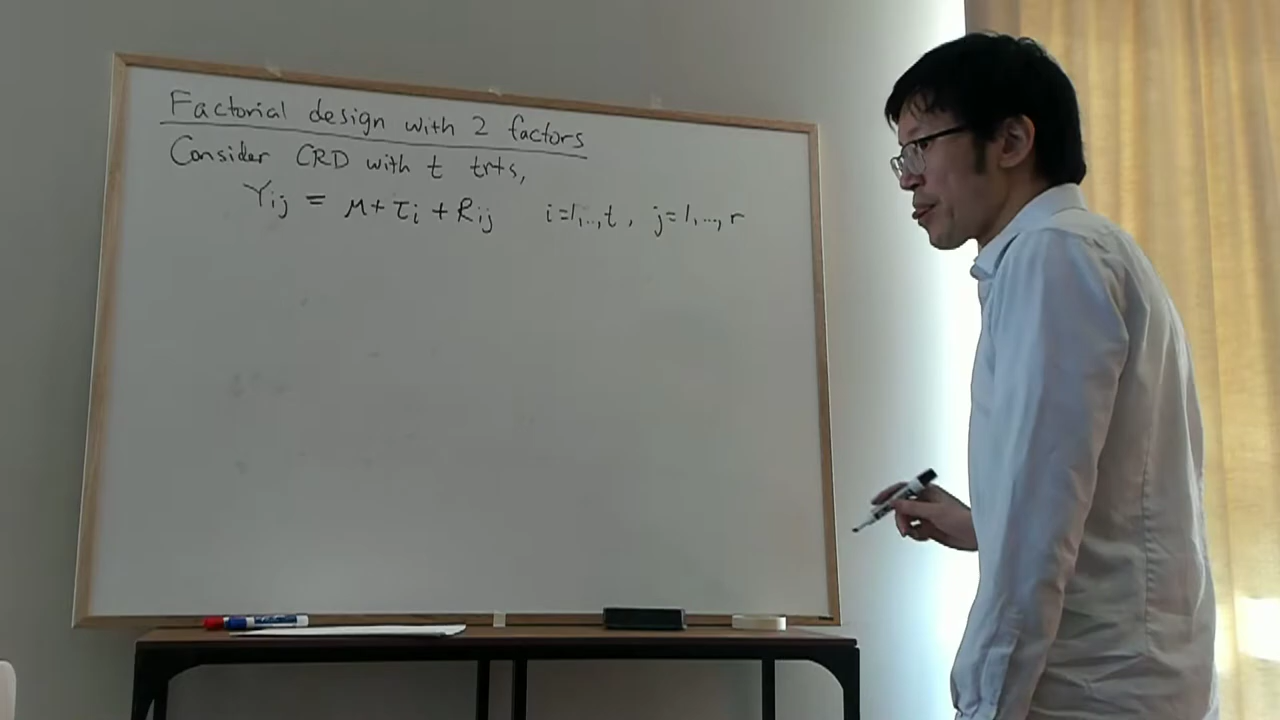 Factorial design with 2 factors
Consider CRD with t trts,
Yij = μ + τi + Rij   i=1,...,t , j=1,...,r